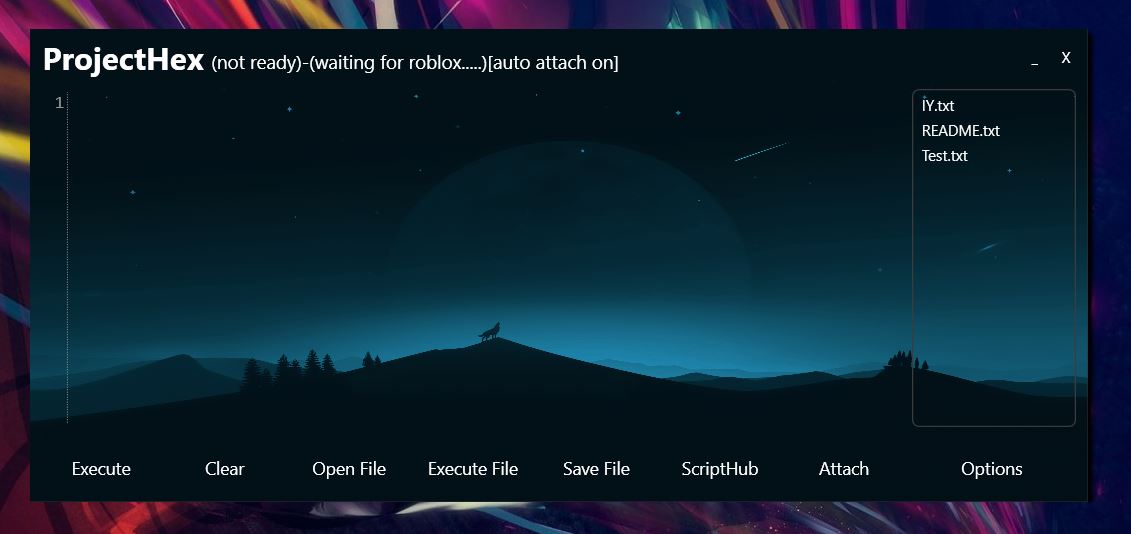 ProjectHex (not ready)-(waiting for roblox.....)[auto attach on]
_ X
1
IY.txt
README.txt
Test.txt
Execute Clear Open File Execute File Save File ScriptHub Attach Options